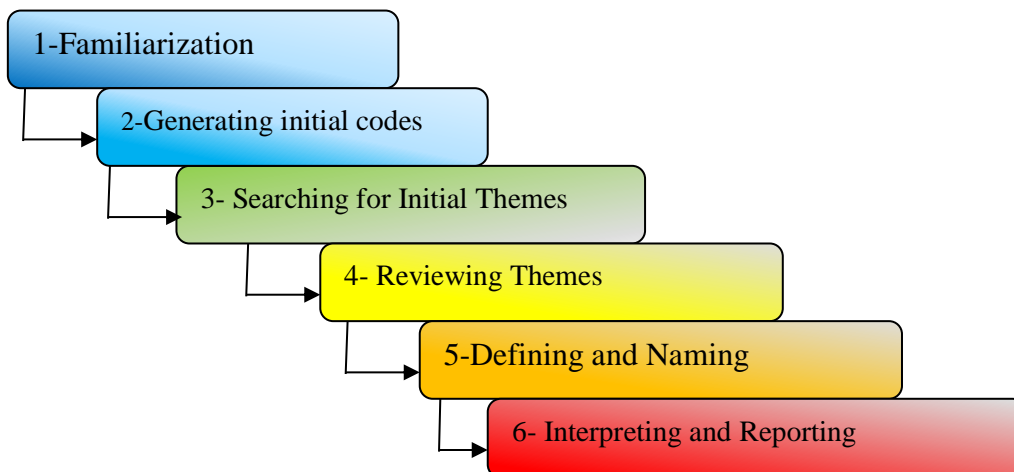 1-Familiarization
2-Generating initial codes
3- Searching for Initial Themes
4- Reviewing Themes
5-Defining and Naming
6- Interpreting and Reporting